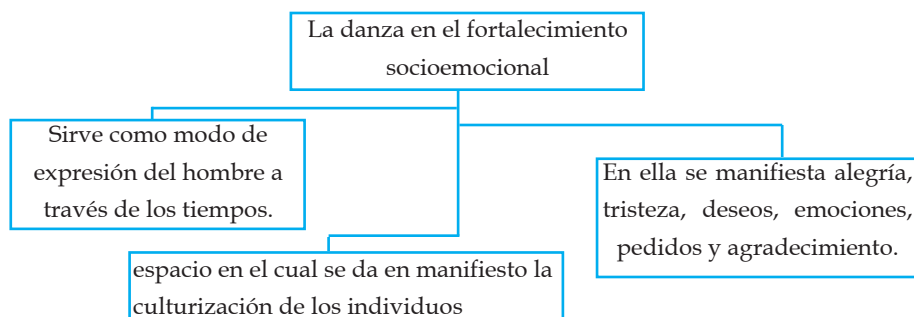 La danza en el fortalecimiento
socioemocional
Sirve como modo de
expresión del hombre a
través de los tiempos.
En ella se manifiesta alegría,
tristeza, deseos, emociones,
pedidos y agradecimiento.
espacio en el cual se da en manifiesto la
culturización de los individuos